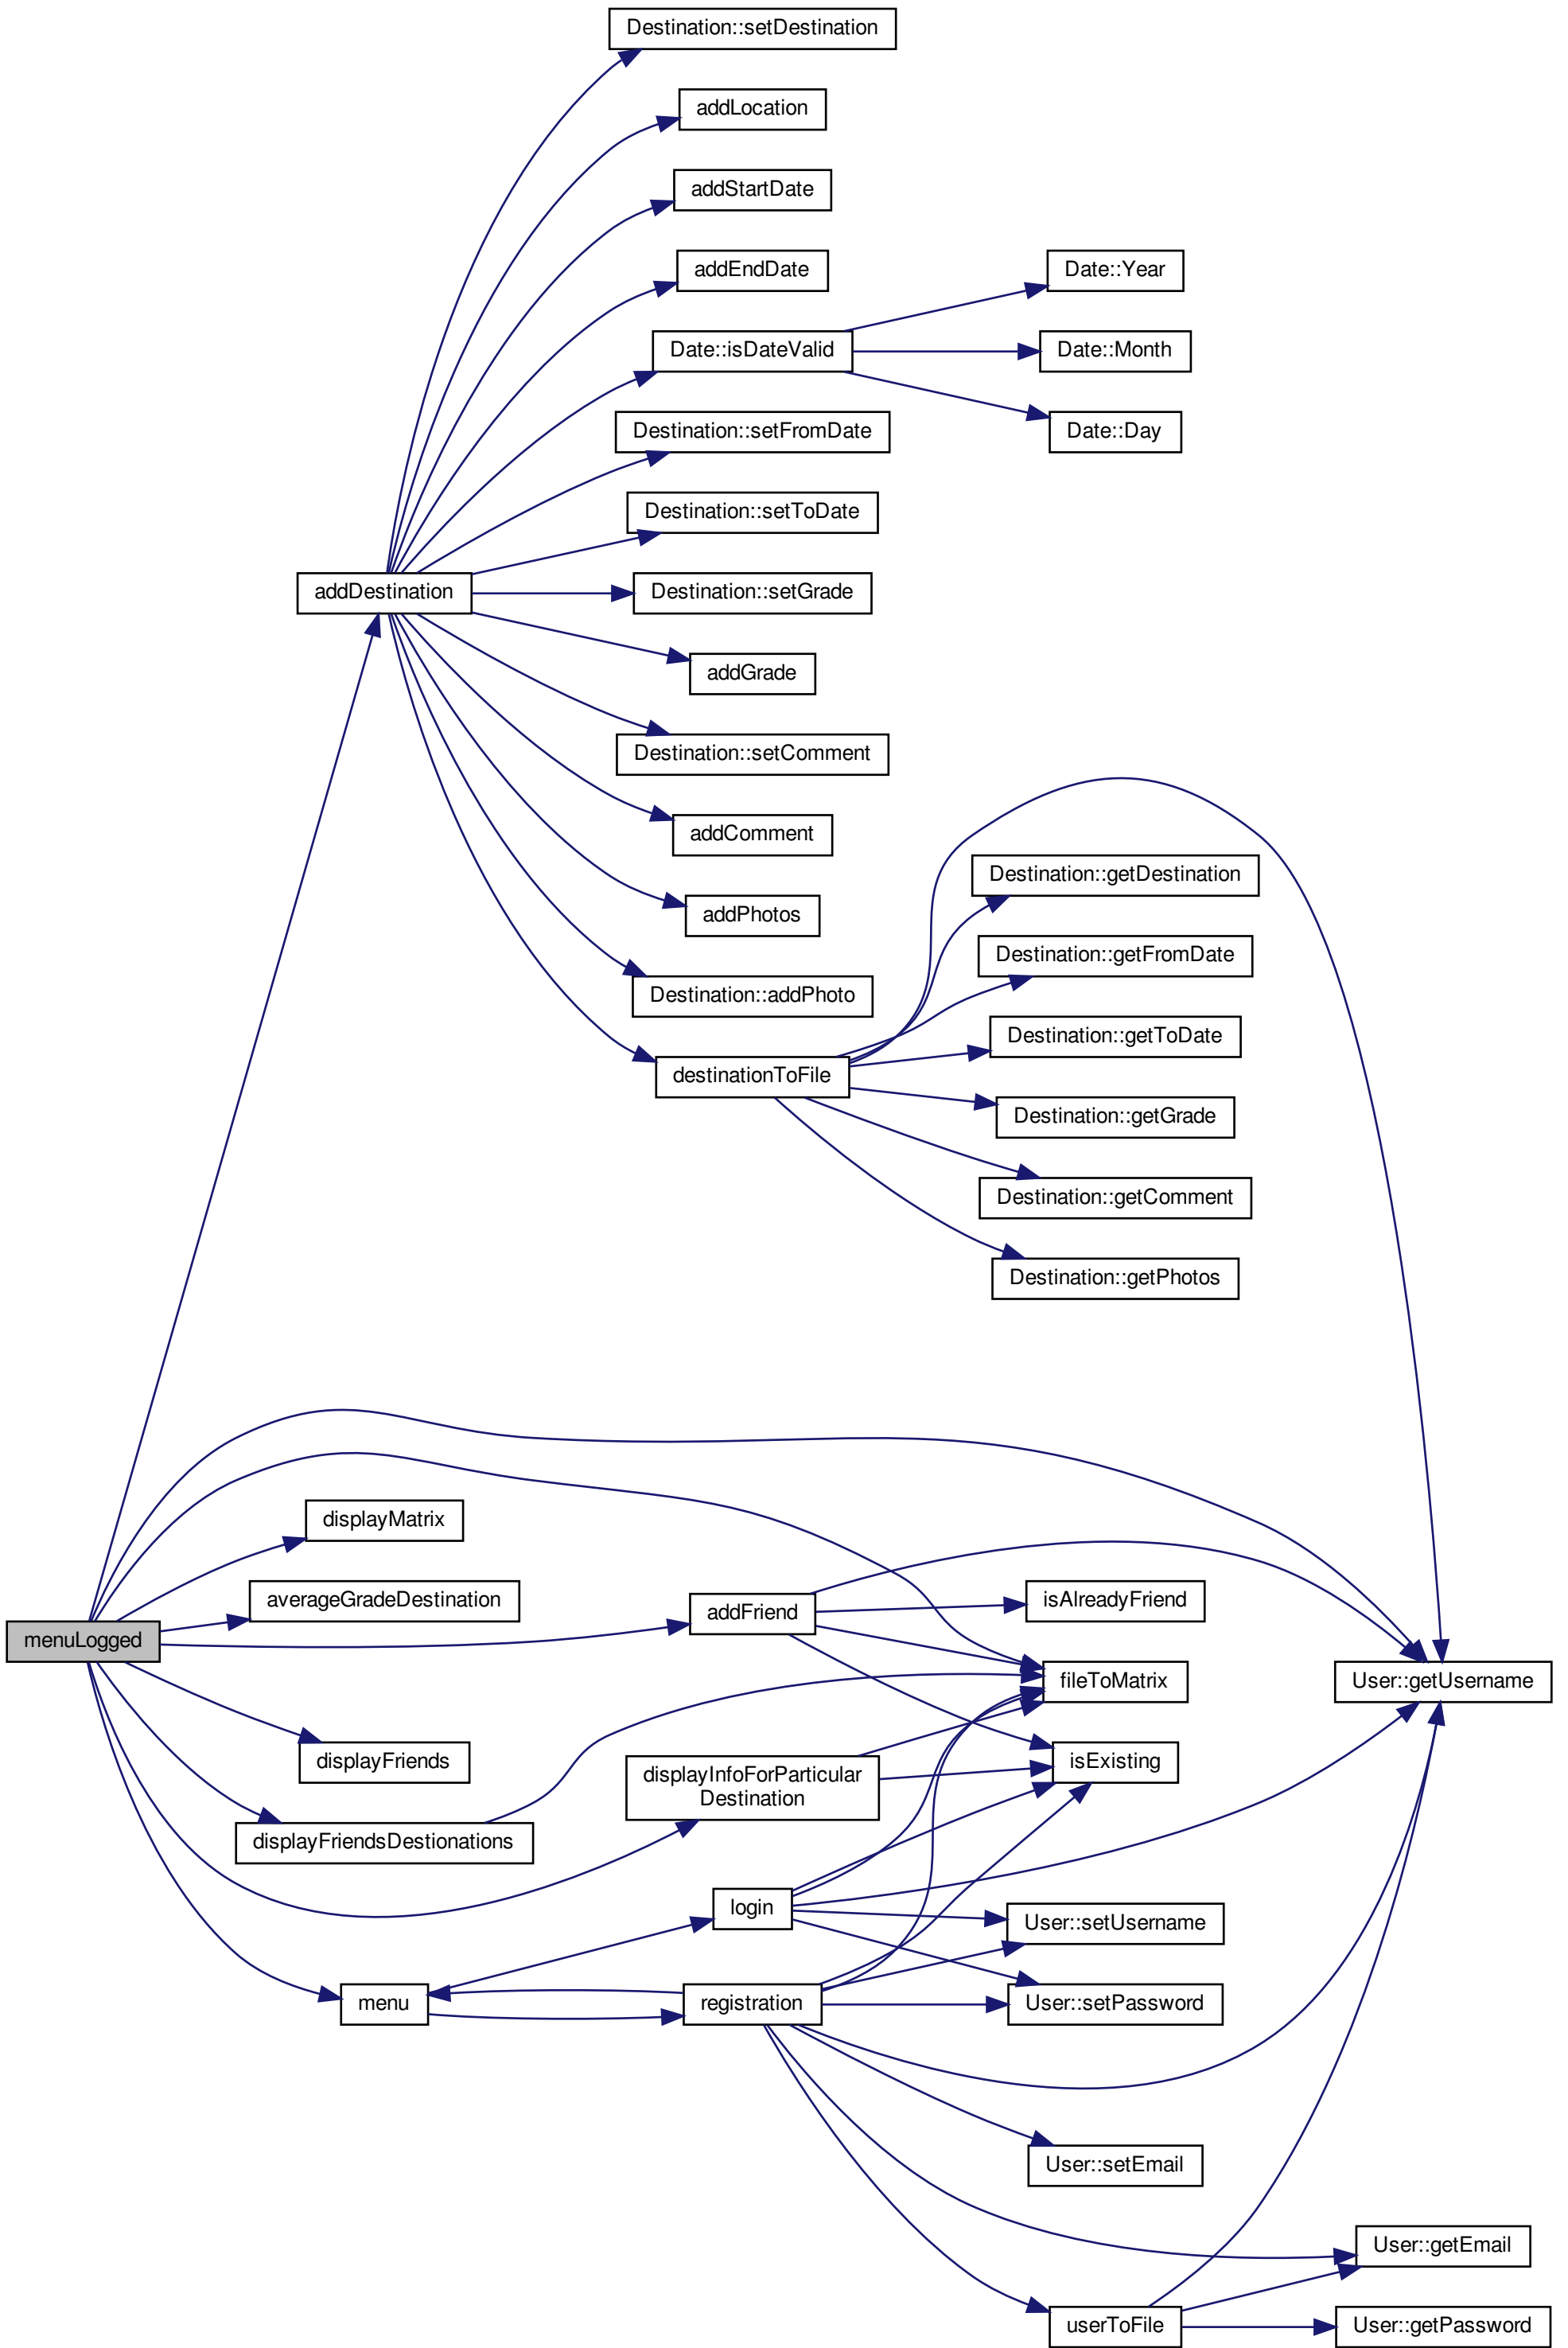 Destination::setDestination
addLocation
addStartDate
addEndDate
Date::Year
Date::isDateValid
Date::Month
Destination::setFromDate
Date::Day
Destination::setToDate
addDestination
Destination::setGrade
addGrade
Destination::setComment
addComment
Destination::getDestination
addPhotos
Destination::getFromDate
Destination::addPhoto
Destination::getToDate
destinationToFile
Destination::getGrade
Destination::getComment
Destination::getPhotos
displayMatrix
averageGradeDestination
addFriend
isAlreadyFriend
menuLogged
fileToMatrix
User::getUsername
displayFriends
isExisting
displayInfoForParticular
Destination
displayFriendsDestionations
login
User::setUsername
menu
registration
User::setPassword
User::setEmail
User::getEmail
userToFile
User::getPassword